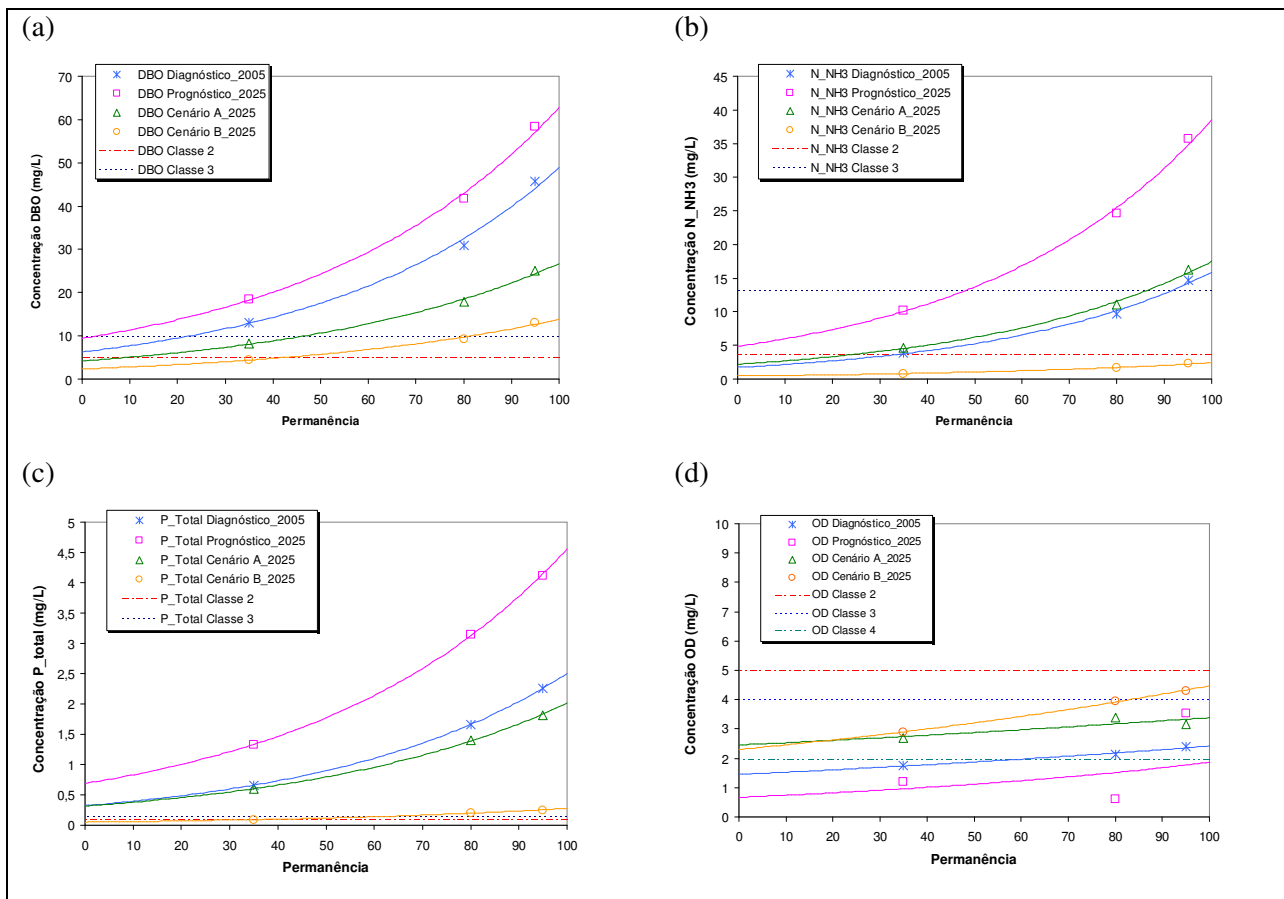 (a)
DBO Diagnóstico_2005
DBO Prognóstico_2025
DBO Cenário A_2025
DBO Cenário B_2025
DBO Classe 2
DBO Classe 3
Concentração DBO (mg/L)
70
60
50
40
30
20
10
0
0 10 20 30 40 50 60 70 80 90 100
Permanência
(b)
N_NH3 Diagnóstico_2005
N_NH3 Prognóstico_2025
N_NH3 Cenário A_2025
N_NH3 Cenário B_2025
N_NH3 Classe 2
N_NH3 Classe 3
Concentração N_NH3 (mg/L)
45
40
35
30
25
20
15
10
5
0
0 10 20 30 40 50 60 70 80 90 100
Permanência
(c)
P_Total Diagnóstico_2005
P_Total Prognóstico_2025
P_Total Cenário A_2025
P_Total Cenário B_2025
P_Total Classe 2
P_Total Classe 3
Concentração P_total (mg/L)
5
4,5
4
3,5
3
2,5
2
1,5
1
0,5
0
0 10 20 30 40 50 60 70 80 90 100
Permanência
(d)
OD Diagnóstico_2005
OD Prognóstico_2025
OD Cenário A_2025
OD Cenário B_2025
OD Classe 2
OD Classe 3
OD Classe 4
Concentração OD (mg/L)
10
9
8
7
6
5
4
3
2
1
0
0 10 20 30 40 50 60 70 80 90 100
Permanência